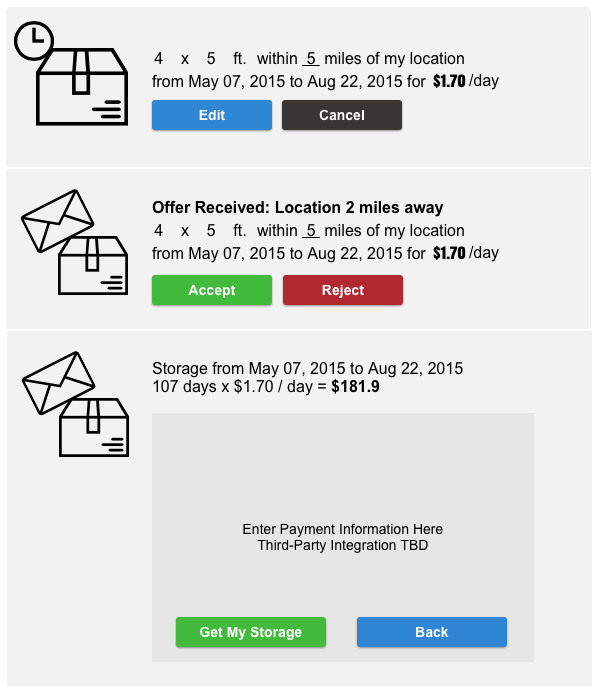 4 x 5 ft. within 5 miles of my location
from May 07, 2015 to Aug 22, 2015 for $1.70 /day
Edit Cancel
Offer Received: Location 2 miles away
4 x 5 ft. within 5 miles of my location
from May 07, 2015 to Aug 22, 2015 for $1.70 /day
Accept Reject
Storage from May 07, 2015 to Aug 22, 2015
107 days x $1.70 / day = $181.9
Enter Payment Information Here
Third-Party Integration TBD
Get My Storage Back